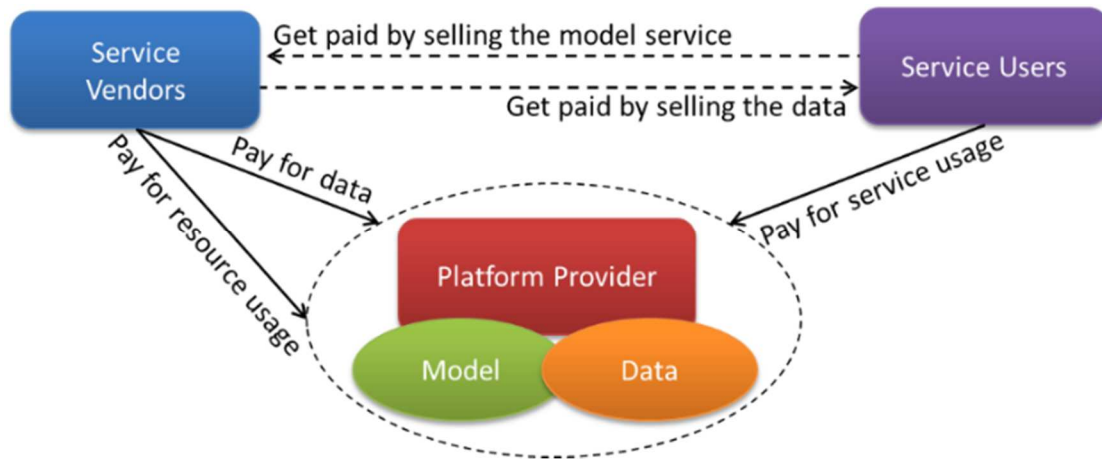 Service
Vendors
Get paid by selling the model service
Get paid by selling the data
Service Users
Pay for data
Pay for resource usage
Pay for service usage
Platform Provider
Model
Data